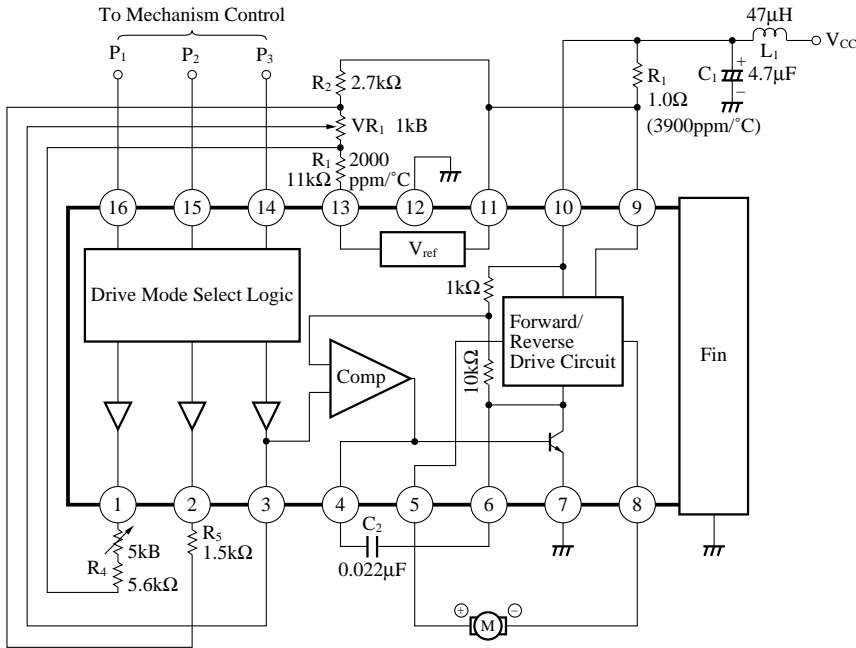 To Mechanism Control
P1 P2 P3
47μH
L1
VCC
C1
+
4.7μF
−
R1
1.0Ω
(3900ppm/˚C)
R2 2.7kΩ
VR1 1kB
R1 2000
11kΩ ppm/˚C
16 15 14 13 12 11 10 9
Vref
Drive Mode Select Logic
1kΩ
10kΩ
Forward/
Reverse
Drive Circuit
Comp
Fin
1 2 3 4 5 6 7 8
R4
5kB
5.6kΩ
R5
1.5kΩ
C2
0.022μF
+ M −